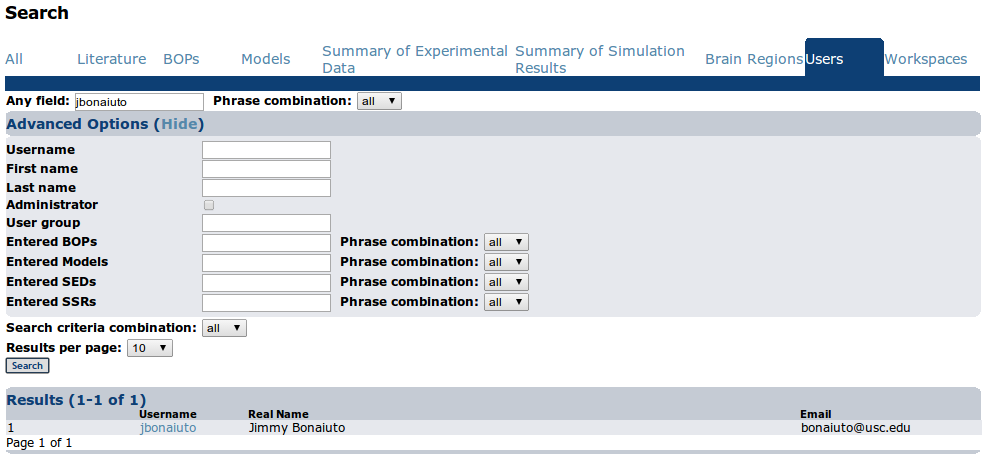 Search
All Literature BOPs Models Summary of Experimental Data Summary of Simulation Results Brain Regions Users Workspaces
Any field: jbonaiuto Phrase combination: all
Advanced Options (Hide)
Username
First name
Last name
Administrator
User group
Entered BOPs Phrase combination: all
Entered Models Phrase combination: all
Entered SEDs Phrase combination: all
Entered SSRs Phrase combination: all
Search criteria combination: all
Results per page: 10
Search
Results (1-1 of 1)
Username Real Name Email
1 jbonaiuto Jimmy Bonaiuto bonaiuto@usc.edu
Page 1 of 1